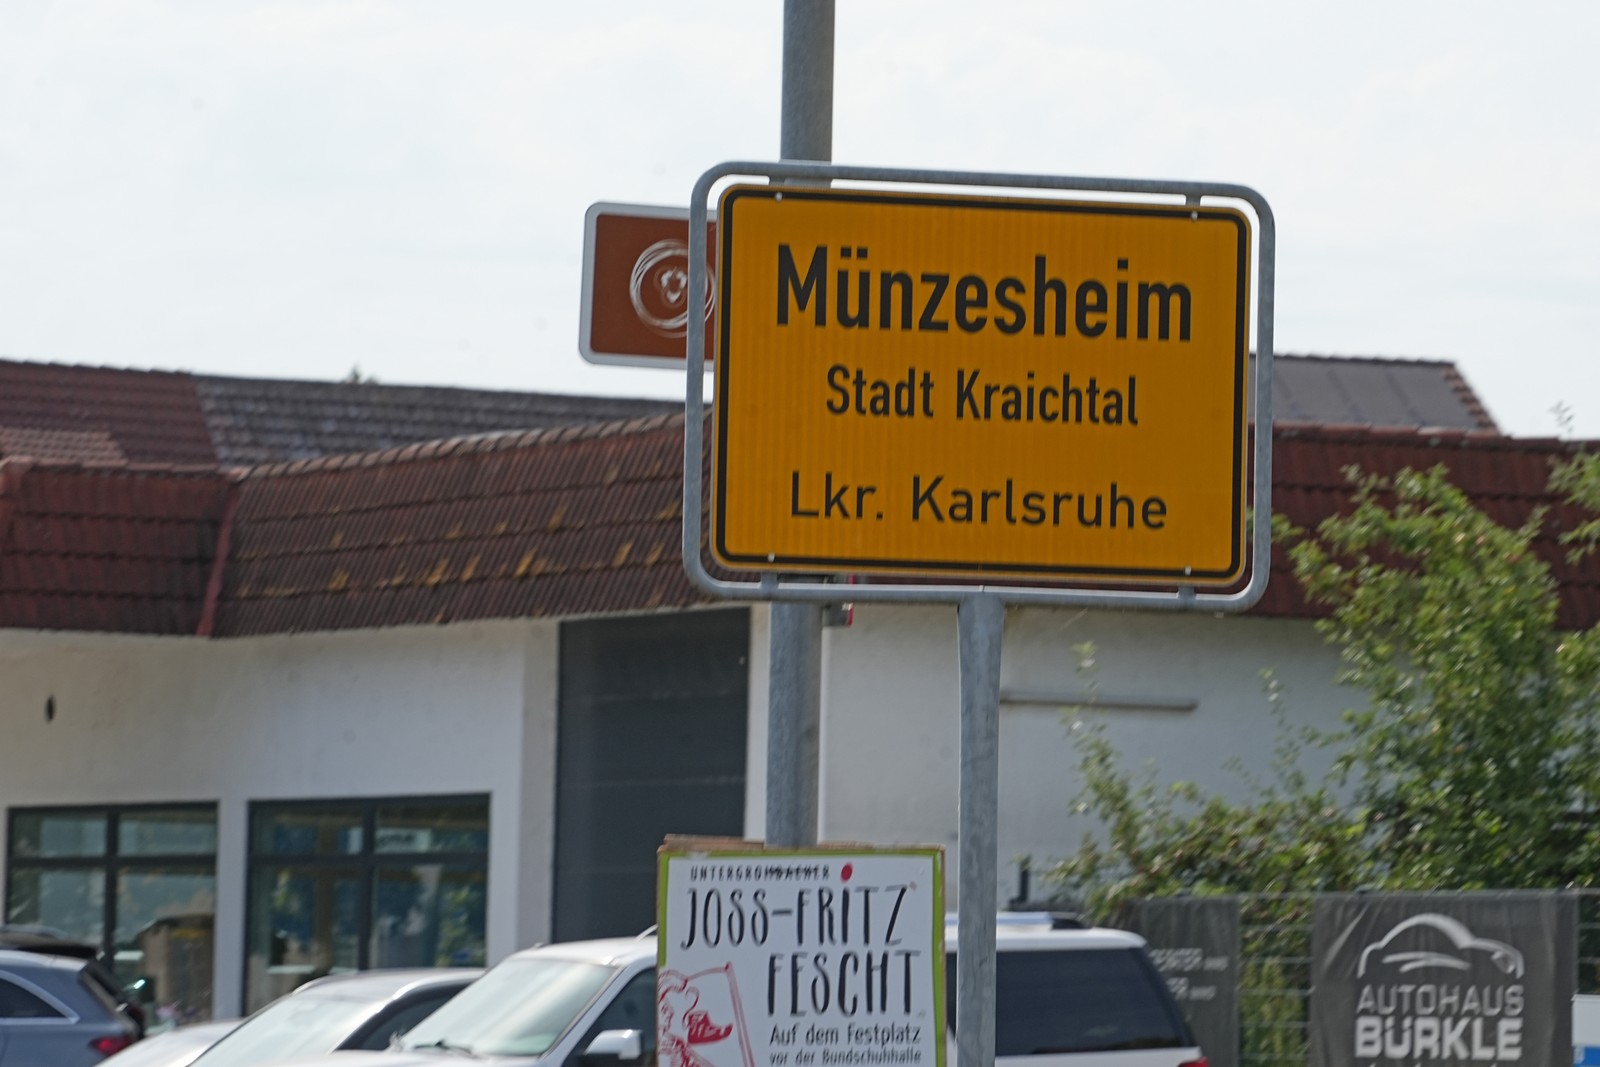 Münzesheim
Stadt Kraichtal
Lkr. Karlsruhe
UNTERGROMBACHER
JOSS-FRITZ
FESCHT
Auf dem Festplatz
vor der Bundschuhhalle
AUTOHAUS
BÜRKLE